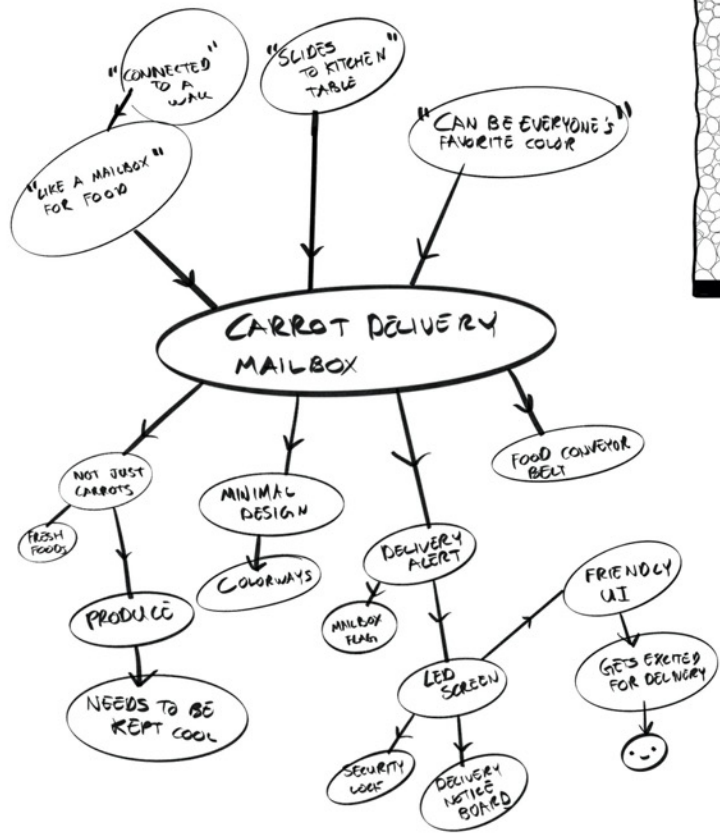 "CONNECTED"
TO A
WALL
"SLIDES"
TO KITCHEN
TABLE
"CAN BE EVERYONE'S"
FAVORITE COLOR
"LIKE A MAILBOX"
FOR FOOD
CARROT DELIVERY
MAILBOX
NOT JUST
CARROTS
FRESH
FOODS
PRODUCE
NEEDS TO BE
KEPT COOL
MINIMAL
DESIGN
COLORWAYS
DELIVERY
ALERT
MAILBOX
FLAG
LED
SCREEN
SECURITY
LOCK
DELIVERY
NOTICE
BOARD
FOOD CONVEYOR
BELT
FRIENDLY
UI
GETS EXCITED
FOR DELIVERY